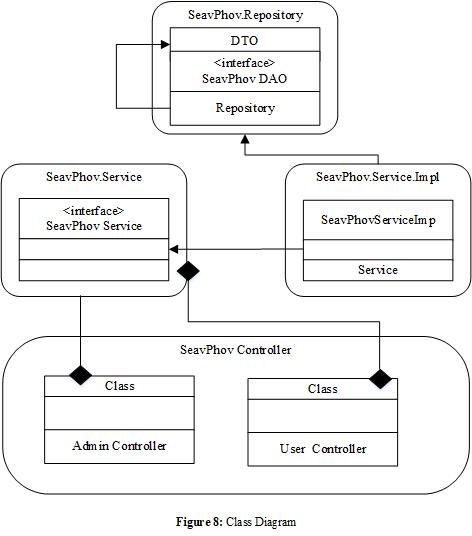 SeavPhov.Repository
DTO
<interface>
SeavPhov DAO
Repository
SeavPhov.Service
<interface>
SeavPhov Service
SeavPhov.Service.Impl
SeavPhovServiceImp
Service
SeavPhov Controller
Class
Admin Controller
Class
User Controller
Figure 8: Class Diagram